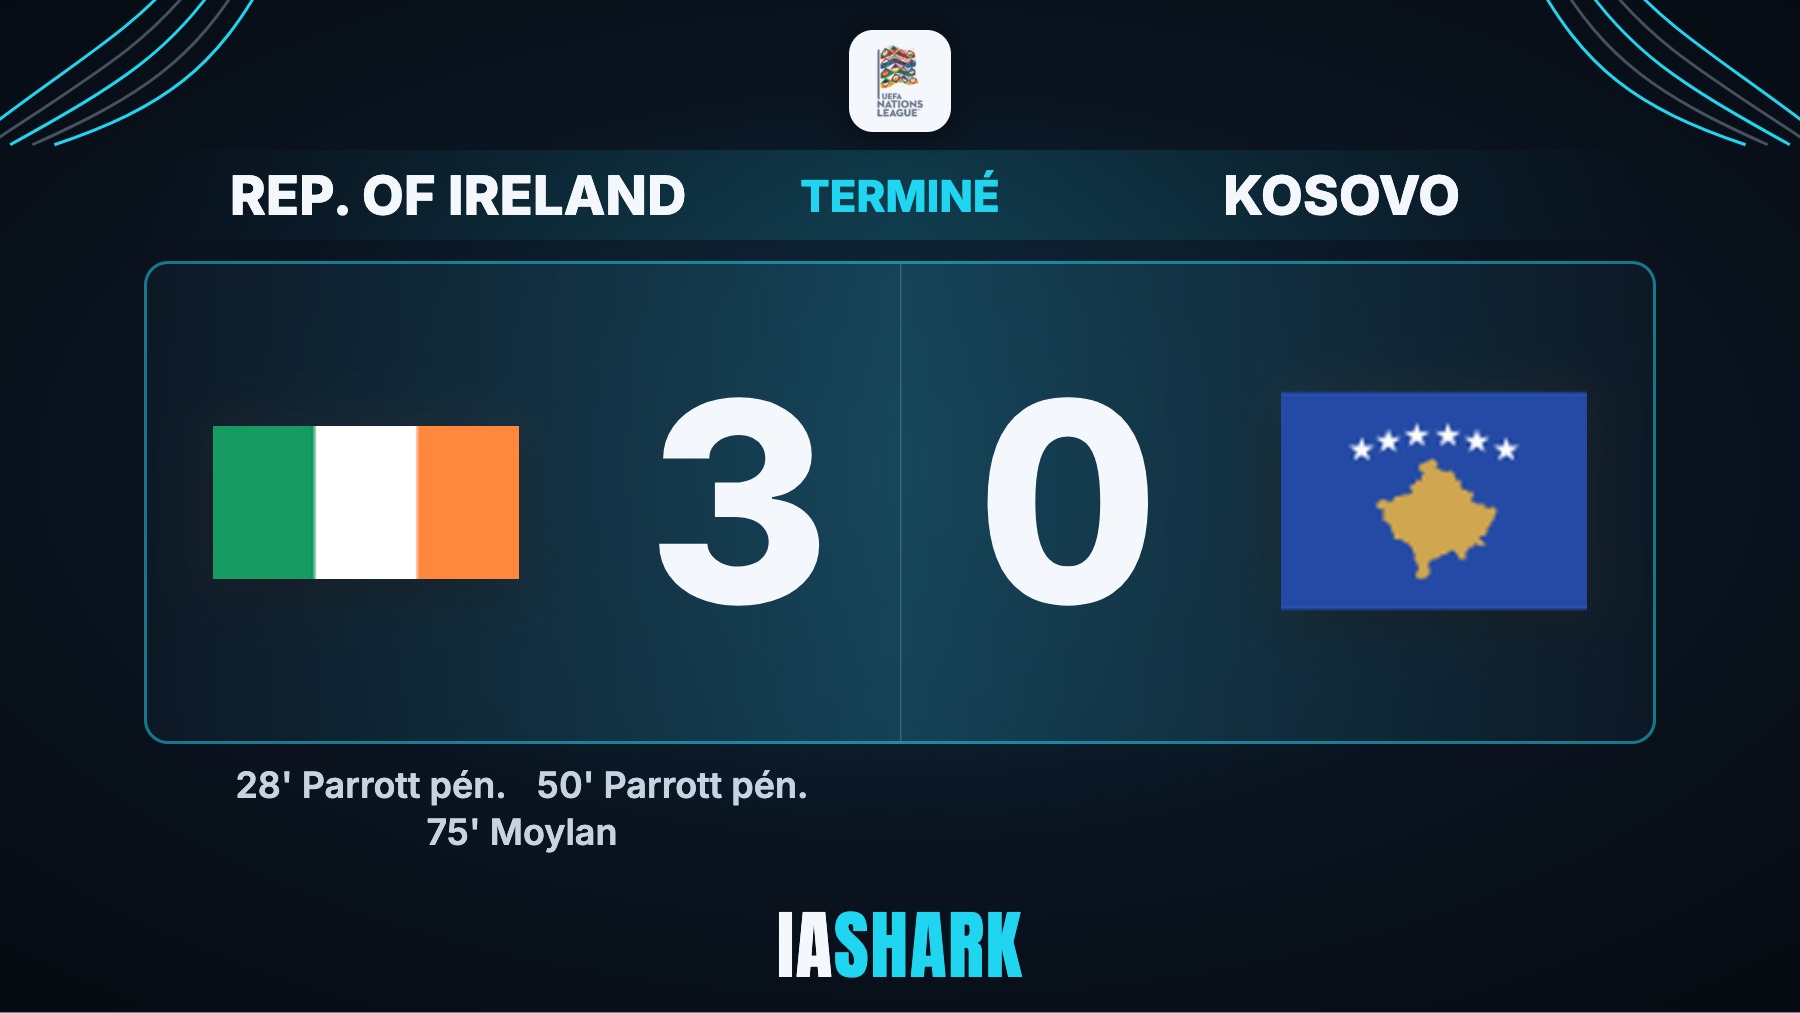 UEFA
NATIONS
LEAGUE
REP. OF IRELAND TERMINÉ KOSOVO
3 0
28' Parrott pén. 50' Parrott pén.
75' Moylan
IASHARK